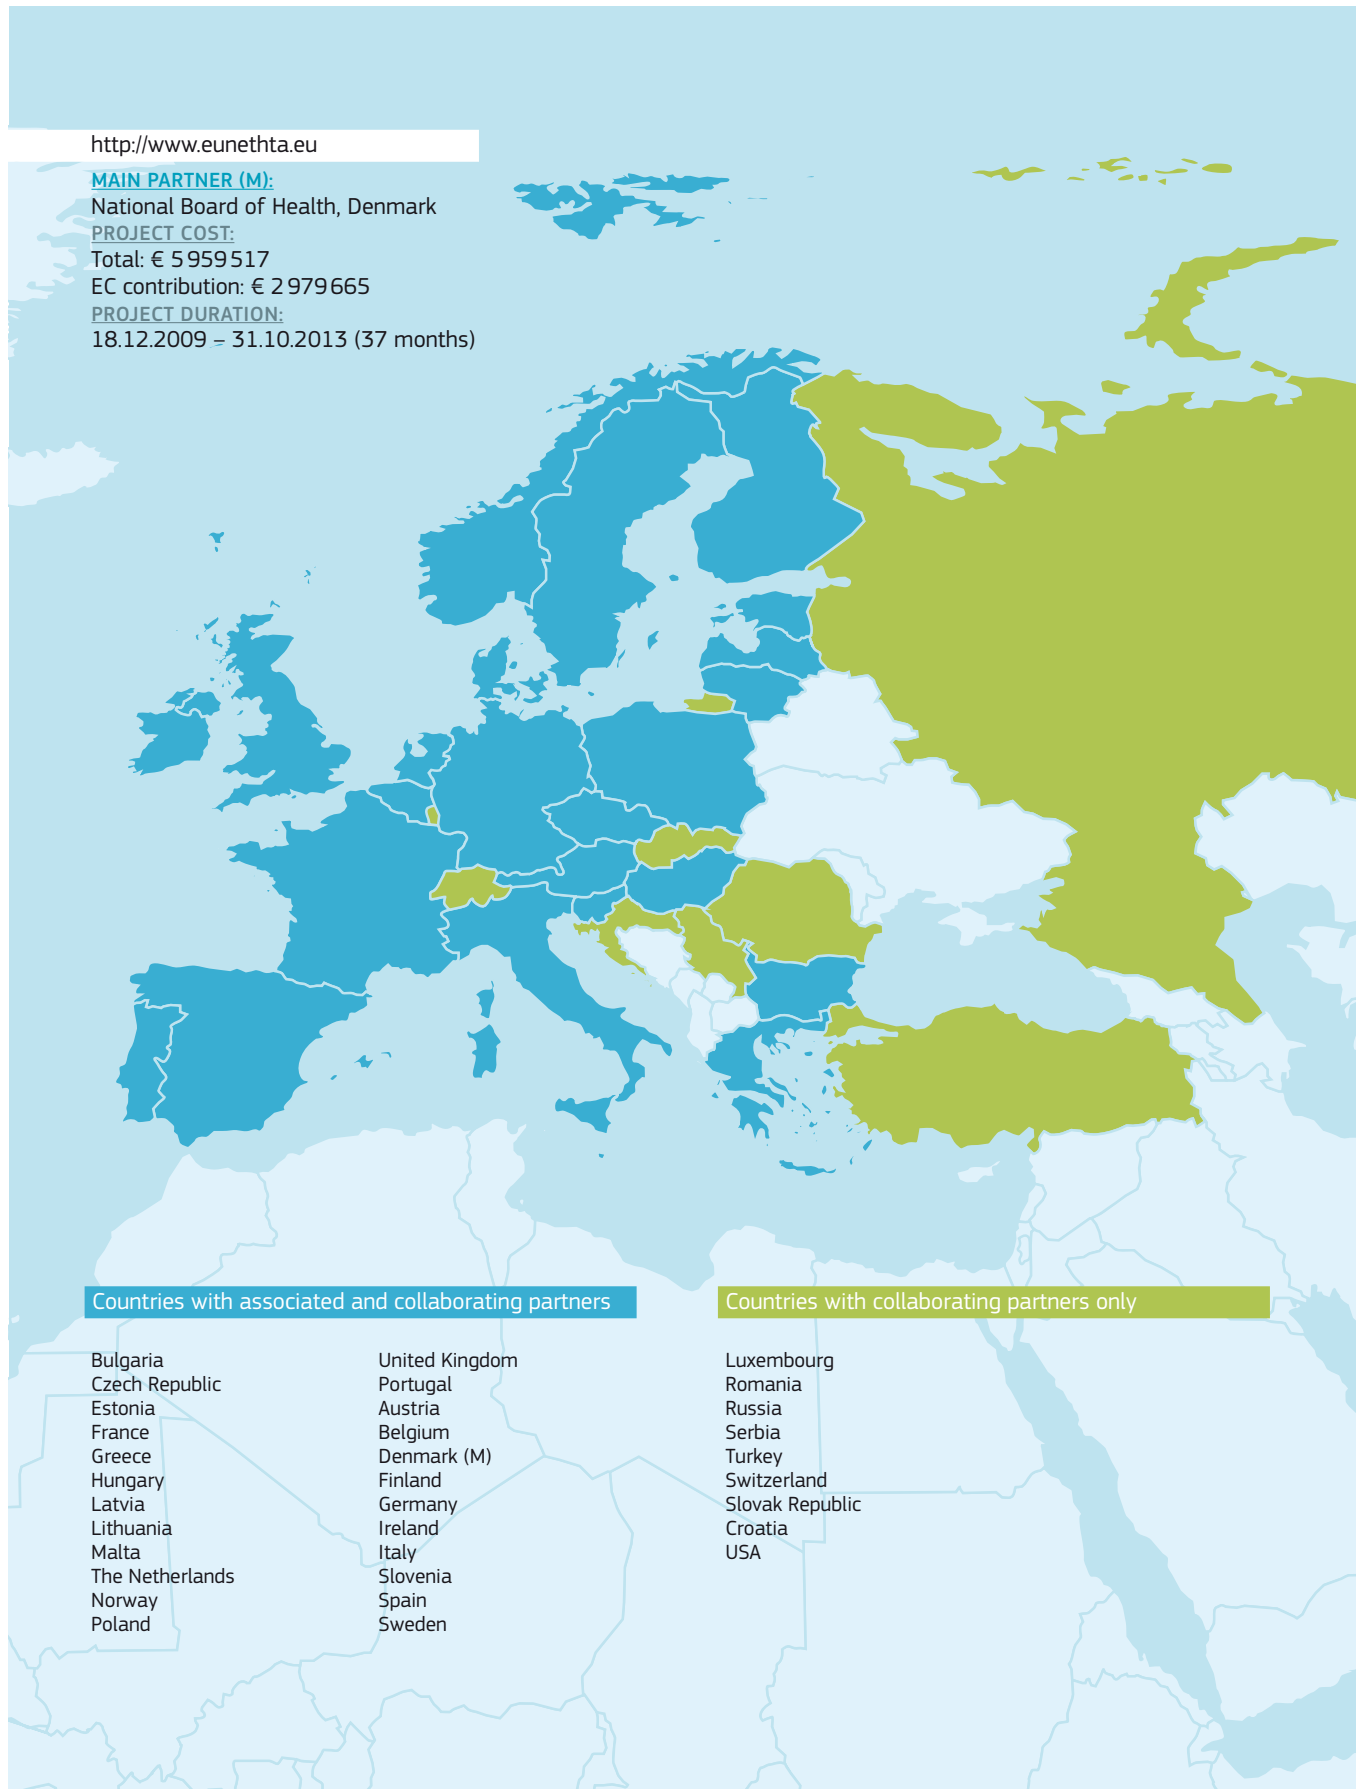 http://www.eunethta.eu
MAIN PARTNER (M):
National Board of Health, Denmark
PROJECT COST:
Total: € 5 959 517
EC contribution: € 2 979 665
PROJECT DURATION:
18.12.2009 – 31.10.2013 (37 months)
Countries with associated and collaborating partners
Bulgaria
Czech Republic
Estonia
France
Greece
Hungary
Latvia
Lithuania
Malta
The Netherlands
Norway
Poland
United Kingdom
Portugal
Austria
Belgium
Denmark (M)
Finland
Germany
Ireland
Italy
Slovenia
Spain
Sweden
Countries with collaborating partners only
Luxembourg
Romania
Russia
Serbia
Turkey
Switzerland
Slovak Republic
Croatia
USA